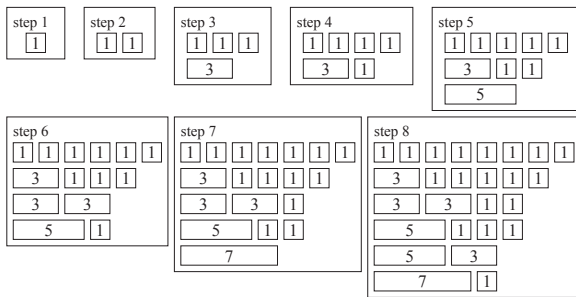 step 1
1
step 2
1 1
step 3
1 1 1
3
step 4
1 1 1 1
3 1
step 5
1 1 1 1 1
3 1 1
5
step 6
1 1 1 1 1 1
3 1 1 1
3 3
5 1
step 7
1 1 1 1 1 1 1
3 1 1 1 1
3 3 1
5 1 1
7
step 8
1 1 1 1 1 1 1 1
3 1 1 1 1 1
3 3 1 1
5 1 1 1
5 3
7 1